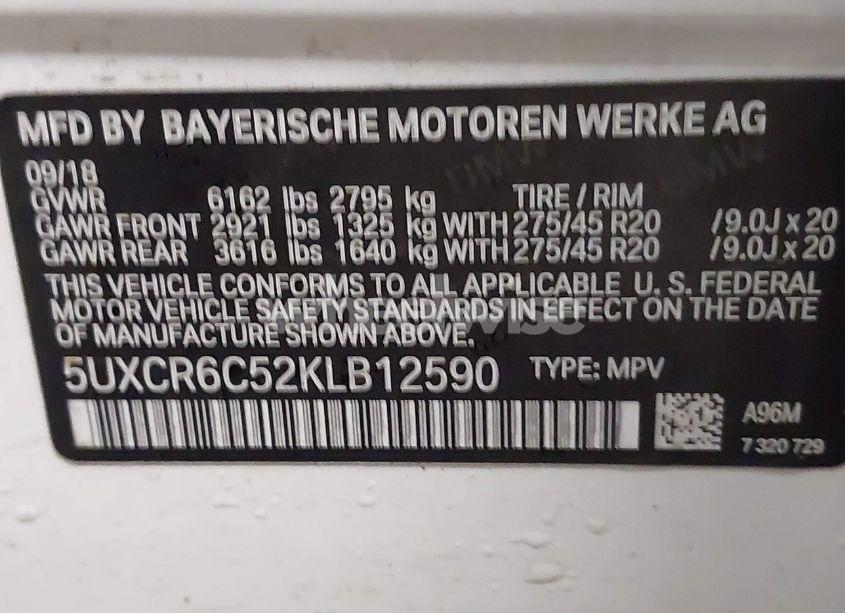 MFD BY BAYERISCHE MOTOREN WERKE AG
09/18
GVWR 6162 lbs 2795 kg TIRE / RIM
GAWR FRONT 2921 lbs 1325 kg WITH 275/45 R20 /9.0J x 20
GAWR REAR 3616 lbs 1640 kg WITH 275/45 R20 /9.0J x 20
THIS VEHICLE CONFORMS TO ALL APPLICABLE U. S. FEDERAL
MOTOR VEHICLE SAFETY STANDARDS IN EFFECT ON THE DATE
OF MANUFACTURE SHOWN ABOVE.
5UXCR6C52KLB12590 TYPE: MPV
A96M
7 320 729